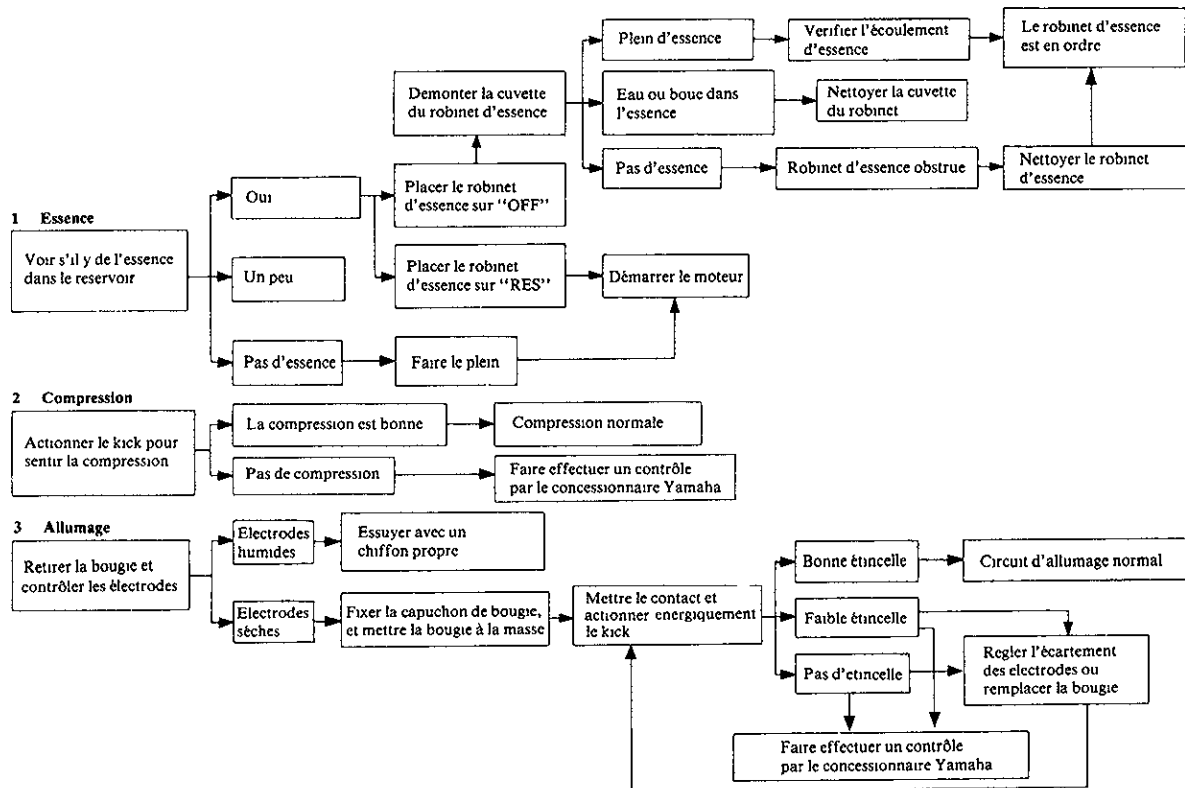 1 Essence
Voir s'il y de l'essence
dans le reservoir
Oui
Un peu
Pas d'essence
Placer le robinet
d'essence sur "OFF"
Placer le robinet
d'essence sur "RES"
Faire le plein
Démarrer le moteur
Demonter la cuvette
du robinet d'essence
Plein d'essence
Verifier l'écoulement
d'essence
Le robinet d'essence
est en ordre
Eau ou boue dans
l'essence
Nettoyer la cuvette
du robinet
Pas d'essence
Robinet d'essence obstrue
Nettoyer le robinet
d'essence
2 Compression
Actionner le kick pour
sentir la compression
La compression est bonne
Compression normale
Pas de compression
Faire effectuer un contrôle
par le concessionnaire Yamaha
3 Allumage
Retirer la bougie et
contrôler les électrodes
Electrodes
humides
Essuyer avec un
chiffon propre
Electrodes
sèches
Fixer la capuchon de bougie,
et mettre la bougie à la masse
Mettre le contact et
actionner energiquement
le kick
Bonne étincelle
Circuit d'allumage normal
Faible étincelle
Pas d'etincelle
Regler l'écartement
des electrodes ou
remplacer la bougie
Faire effectuer un contrôle
par le concessionnaire Yamaha